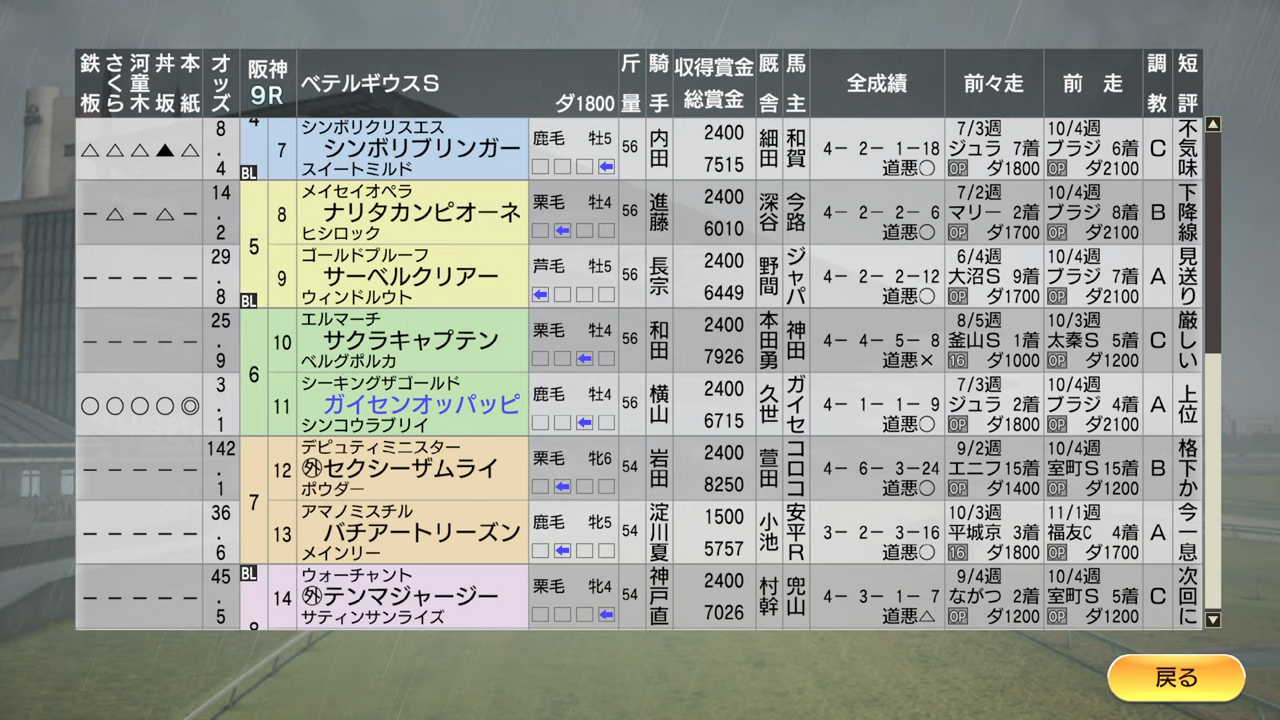 鉄板 さくら 河童木 丼坂 本紙 オッズ 阪神9R ベテルギウスS ダ1800 斤量 騎手 収得賞金 総賞金 厩舎 馬主 全成績 前々走 前走 調教 短評
△ △ △ ▲ △ 8.4 4 BL 7 シンボリクリスエス
シンボリブリンガー
スイートミルド
鹿毛 牡5 56 内田 2400 7515 細田 和賀 4- 2- 1-18 道悪○ 7/3週 ジュラ 7着 OP ダ1800 10/4週 ブラジ 6着 OP ダ2100 C 不気味
- △ - △ - 14.2 5 8 メイセイオペラ
ナリタカンピオーネ
ヒシロック
栗毛 牡4 56 進藤 2400 6010 深谷 今路 4- 2- 2- 6 道悪○ 7/2週 マリー 2着 OP ダ1700 10/4週 ブラジ 8着 OP ダ2100 B 下降線
- - - - - 29.8 BL 9 ゴールドプルーフ
サーベルクリアー
ウィンドルウト
芦毛 牡5 56 長宗 2400 6449 野間 ジャパ 4- 2- 2-12 道悪○ 6/4週 大沼S 9着 OP ダ1700 10/4週 ブラジ 7着 OP ダ2100 A 見送り
- - - - - 25.9 6 10 エルマーチ
サクラキャプテン
ベルグポルカ
栗毛 牡4 56 和田 2400 7926 本田勇 神田 4- 4- 5- 8 道悪× 8/5週 釜山S 1着 16 ダ1000 10/3週 太秦S 5着 OP ダ1200 C 厳しい
○ ○ ○ ○ ◎ 3.1 11 シーキングザゴールド
ガイセンオッパッピ
シンコウラブリイ
鹿毛 牡4 56 横山 2400 6715 久世 ガイセ 4- 1- 1- 9 道悪○ 7/3週 ジュラ 2着 OP ダ1800 10/4週 ブラジ 4着 OP ダ2100 A 上位
- - - - - 142.1 7 12 デピュティミニスター
外セクシーザムライ
ポウダー
栗毛 牝6 54 岩田 2400 8250 萱田 ココロコ 4- 6- 3-24 道悪○ 9/2週 エニフ 15着 OP ダ1400 10/4週 室町S 15着 OP ダ1200 B 格下か
- - - - - 36.6 13 アマノミスチル
バチアートリーズン
メインリー
鹿毛 牝5 54 淀川夏 1500 5757 小池 安平R 3- 2- 3-16 道悪○ 10/3週 平城京 3着 16 ダ1800 11/1週 福友C 4着 OP ダ1700 A 今一息
- - - - - 45.5 BL 8 14 ウォーチャント
外テンマジャージー
サティンサンライズ
栗毛 牝4 54 神戸直 2400 7026 村幹 兜山 4- 3- 1- 7 道悪△ 9/4週 ながつ 2着 OP ダ1200 10/4週 室町S 5着 OP ダ1200 C 次回に
戻る